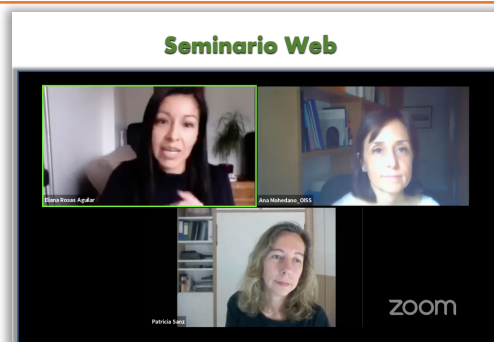 Seminario Web
Eliana Rosas Aguilar
Ana Mohedano_OISS
Patricia Sanz
zoom